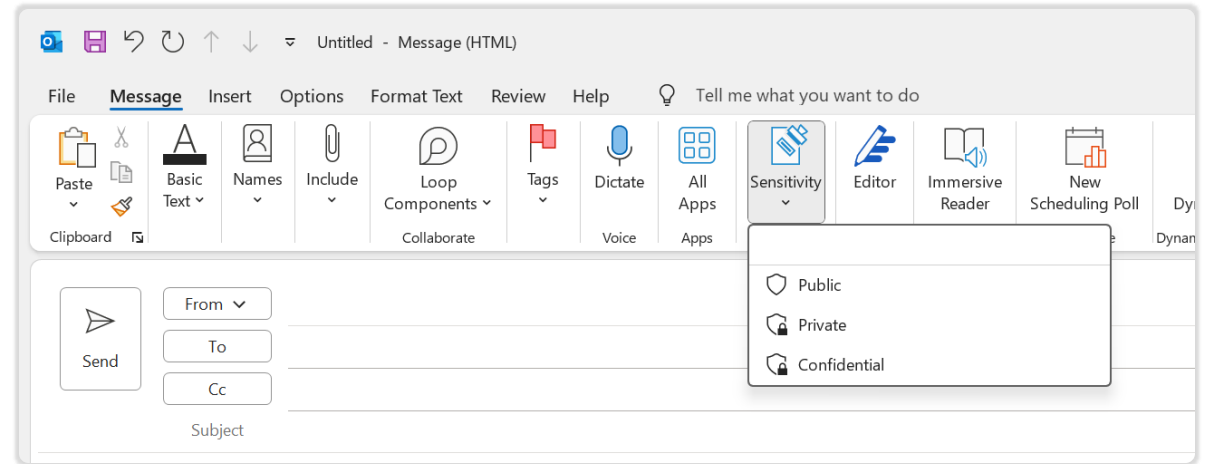 Untitled - Message (HTML)
File Message Insert Options Format Text Review Help Tell me what you want to do
Paste
Basic
Text
Names
Include
Loop
Components
Tags
Dictate
All
Apps
Sensitivity
Editor
Immersive
Reader
New
Scheduling Poll
Clipboard
Collaborate
Voice
Apps
Public
Private
Confidential
Send
From
To
Cc
Subject